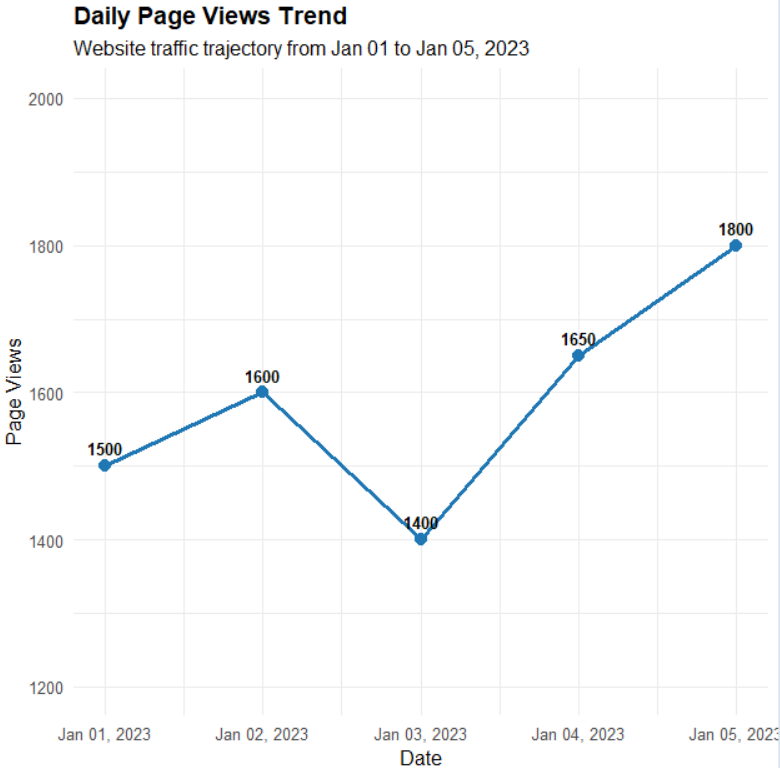 Daily Page Views Trend
Website traffic trajectory from Jan 01 to Jan 05, 2023
Page Views
2000
1800
1600
1400
1200
1500
1600
1400
1650
1800
Jan 01, 2023 Jan 02, 2023 Jan 03, 2023 Jan 04, 2023 Jan 05, 2023
Date